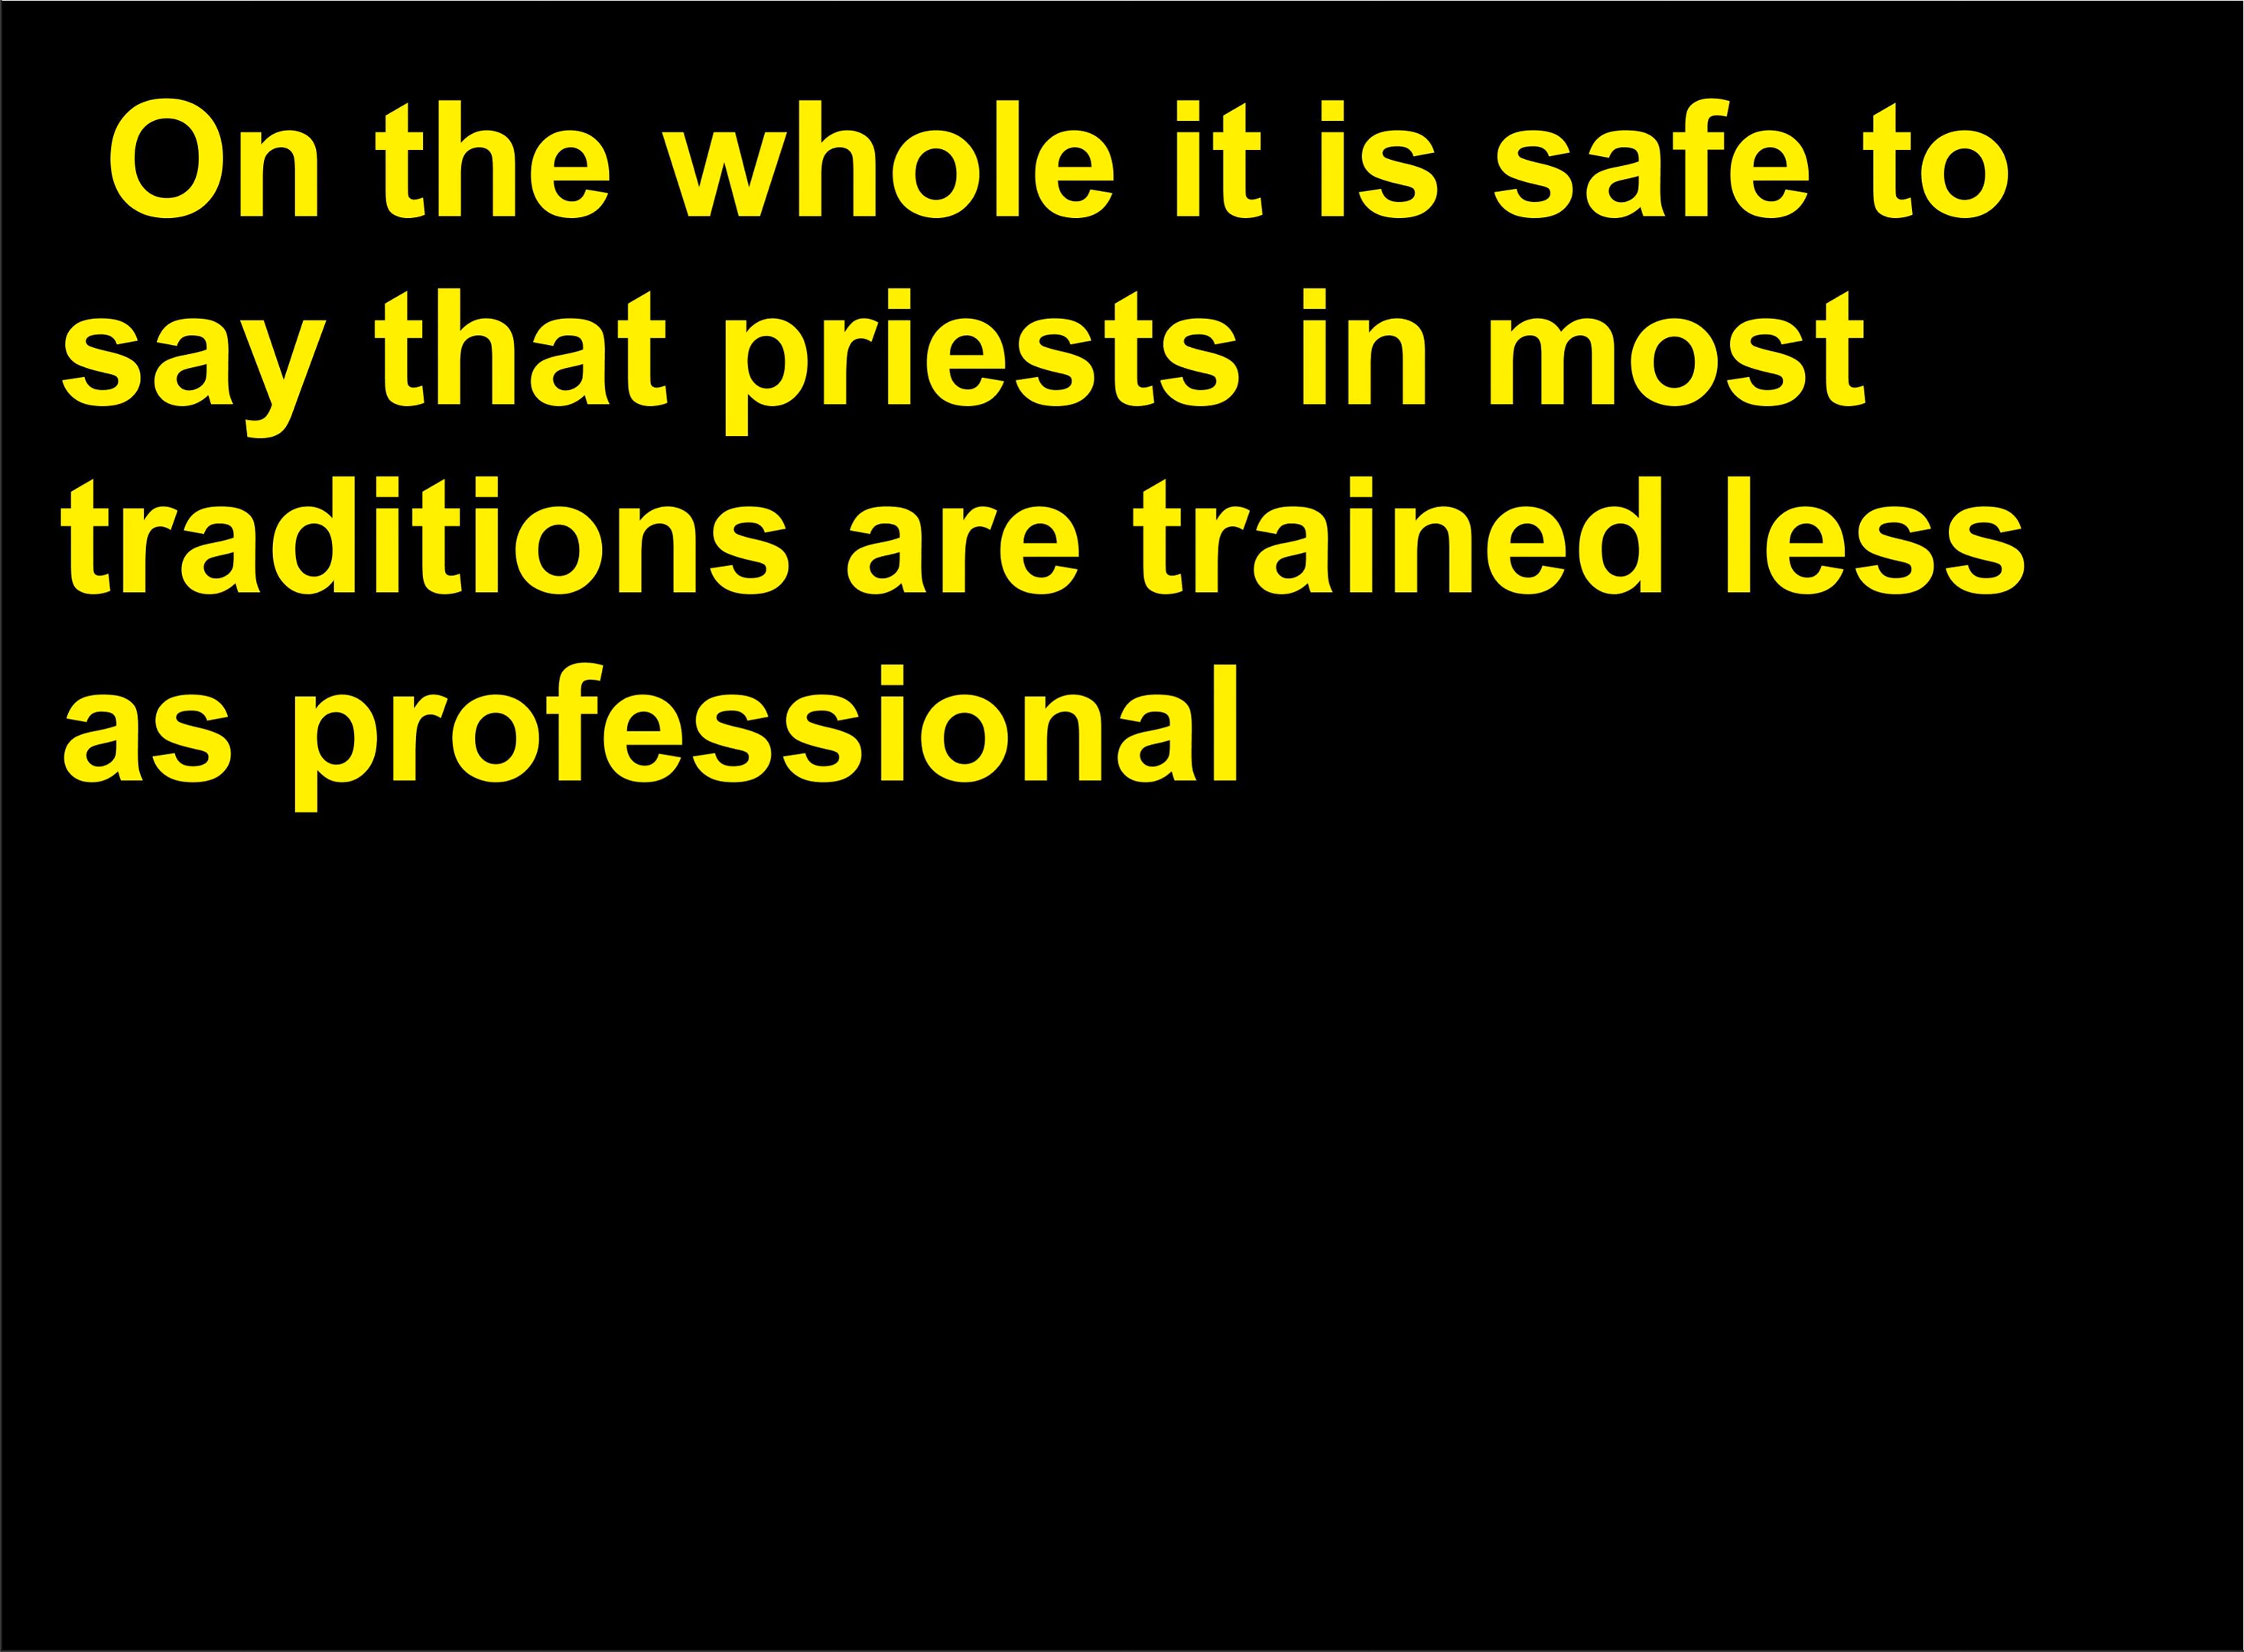 On the whole it is safe to
say that priests in most
traditions are trained less
as professional